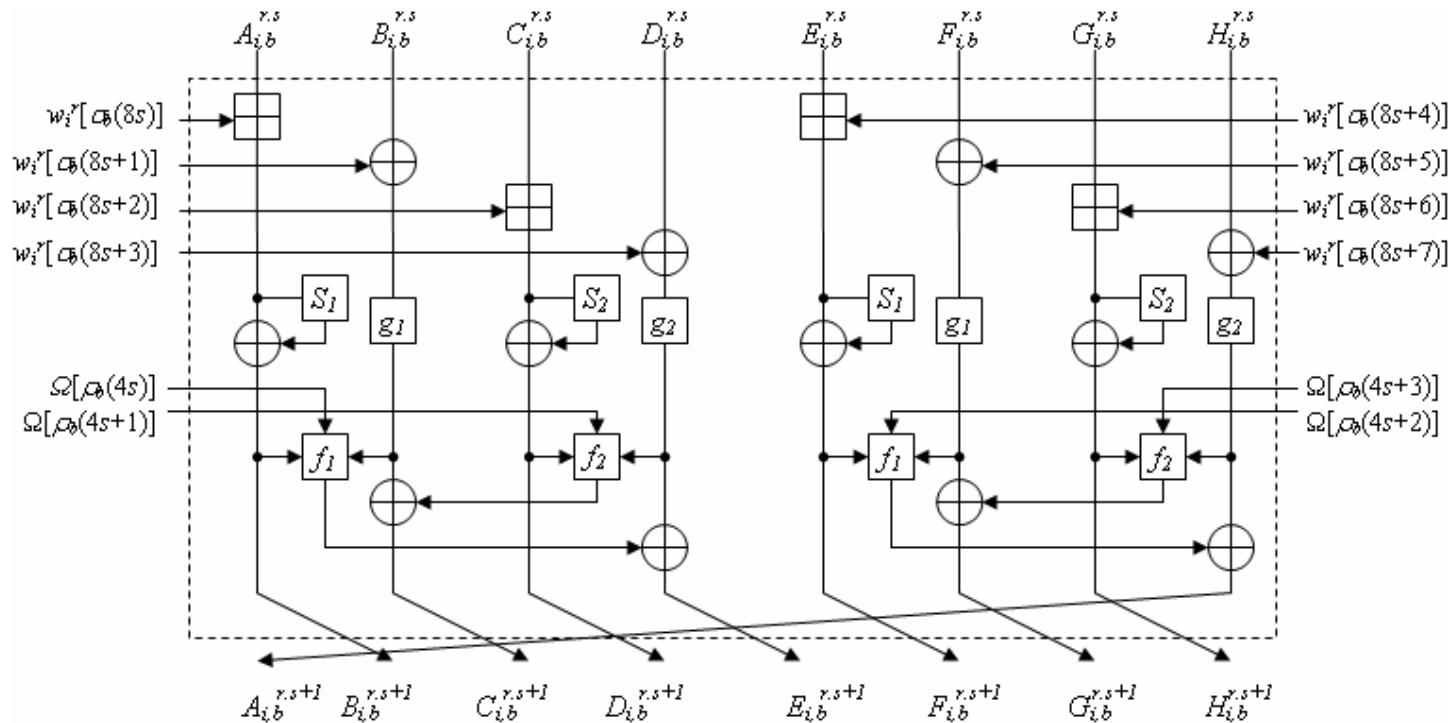 A_{i,b}^{r.s} B_{i,b}^{r.s} C_{i,b}^{r.s} D_{i,b}^{r.s} E_{i,b}^{r.s} F_{i,b}^{r.s} G_{i,b}^{r.s} H_{i,b}^{r.s}
w_i^r[σ_b(8s)] w_i^r[σ_b(8s+4)]
w_i^r[σ_b(8s+1)] w_i^r[σ_b(8s+5)]
w_i^r[σ_b(8s+2)] w_i^r[σ_b(8s+6)]
w_i^r[σ_b(8s+3)] w_i^r[σ_b(8s+7)]
S_1 g_1 S_2 g_2 S_1 g_1 S_2 g_2
Ω[ρ_b(4s)] Ω[ρ_b(4s+3)]
Ω[ρ_b(4s+1)] Ω[ρ_b(4s+2)]
f_1 f_2 f_1 f_2
A_{i,b}^{r.s+1} B_{i,b}^{r.s+1} C_{i,b}^{r.s+1} D_{i,b}^{r.s+1} E_{i,b}^{r.s+1} F_{i,b}^{r.s+1} G_{i,b}^{r.s+1} H_{i,b}^{r.s+1}